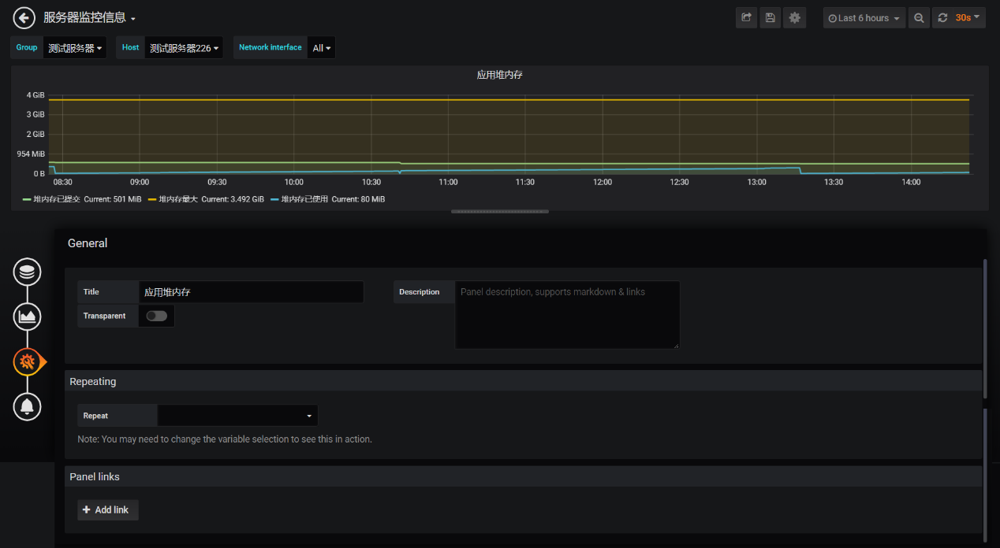 服务器监控信息
Last 6 hours
30s
Group 测试服务器 Host 测试服务器226 Network interface All
应用堆内存
4 GiB
3 GiB
2 GiB
954 MiB
0 B
08:30 09:00 09:30 10:00 10:30 11:00 11:30 12:00 12:30 13:00 13:30 14:00
堆内存已提交 Current: 501 MiB 堆内存最大 Current: 3.492 GiB 堆内存已使用 Current: 80 MiB
General
Title 应用堆内存
Description Panel description, supports markdown & links
Transparent
Repeating
Repeat
Note: You may need to change the variable selection to see this in action.
Panel links
+ Add link